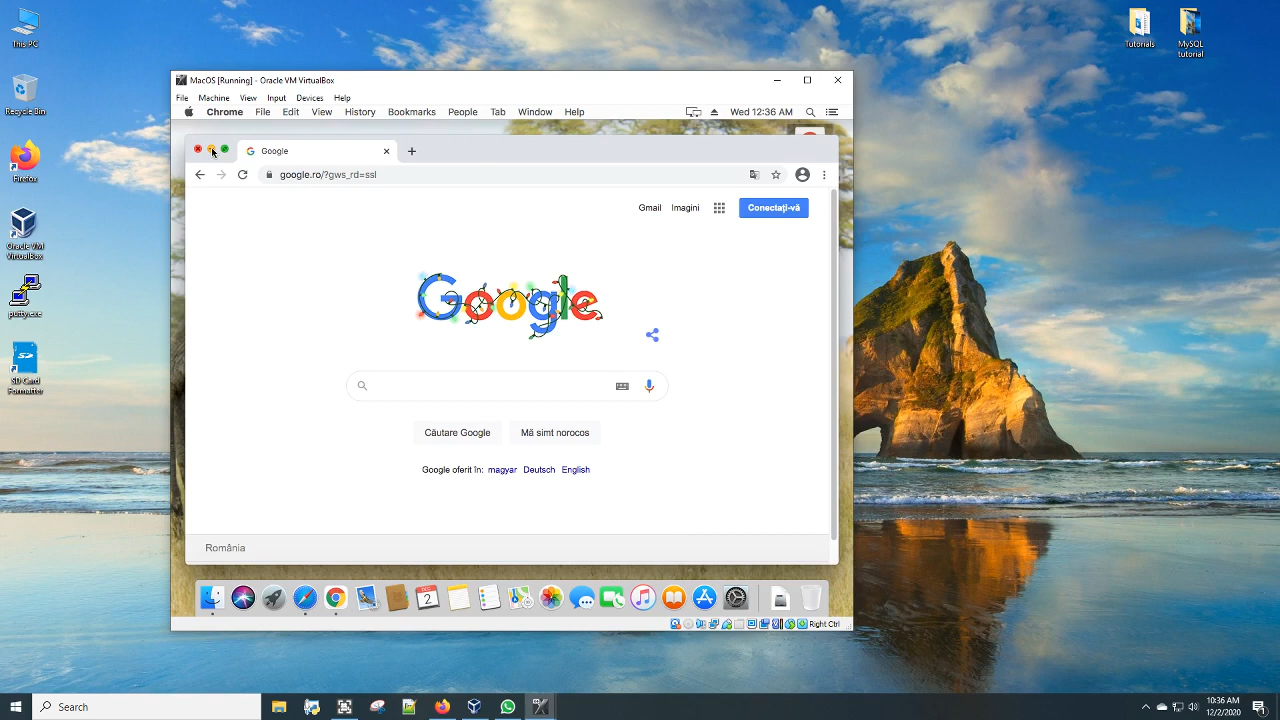 This PC
Recycle Bin
Firefox
Oracle VM
VirtualBox
putty.exe
SD Card
Formatter
Tutorials
MySQL
tutorial
MacOS [Running] - Oracle VM VirtualBox
File Machine View Input Devices Help
Chrome File Edit View History Bookmarks People Tab Window Help Wed 12:36 AM
Google
google.ro/?gws_rd=ssl
Gmail Imagini Conectați-vă
Google
Căutare Google Mă simt norocos
Google oferit în: magyar Deutsch English
România
DEC
2
Right Ctrl
Search
10:36 AM
12/2/2020